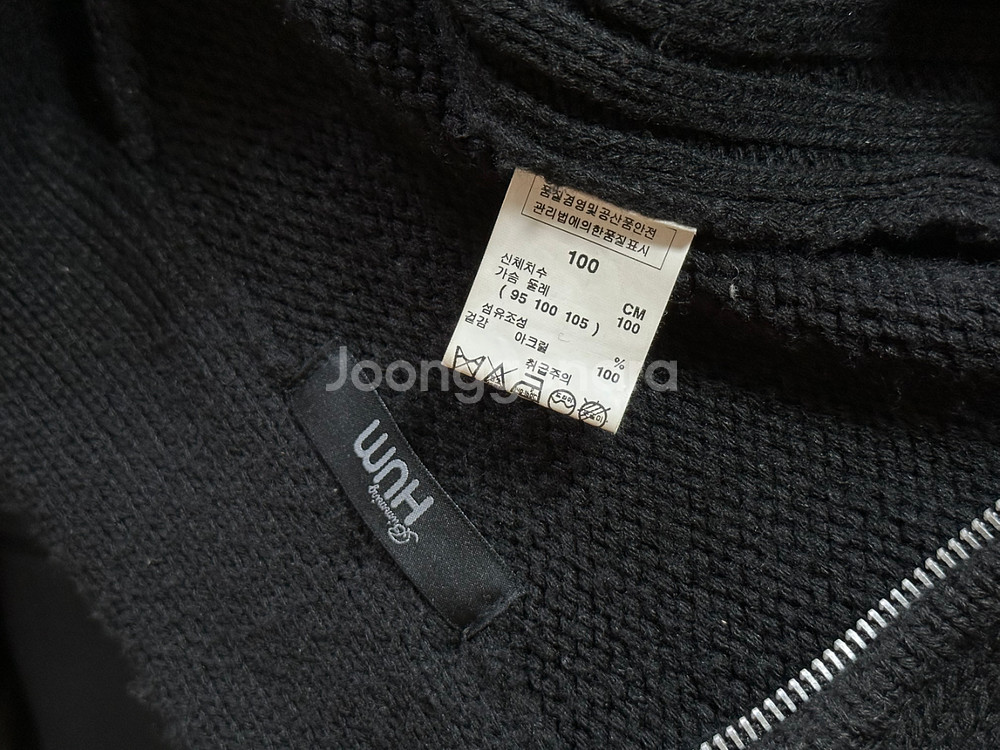 품질경영및공산품안전
관리법에의한품질표시
100
신체치수
가슴 둘레 CM
( 95 100 105 ) 100
섬유조성
겉감 아크릴 %
100
취급주의
Joonggonara
HUM